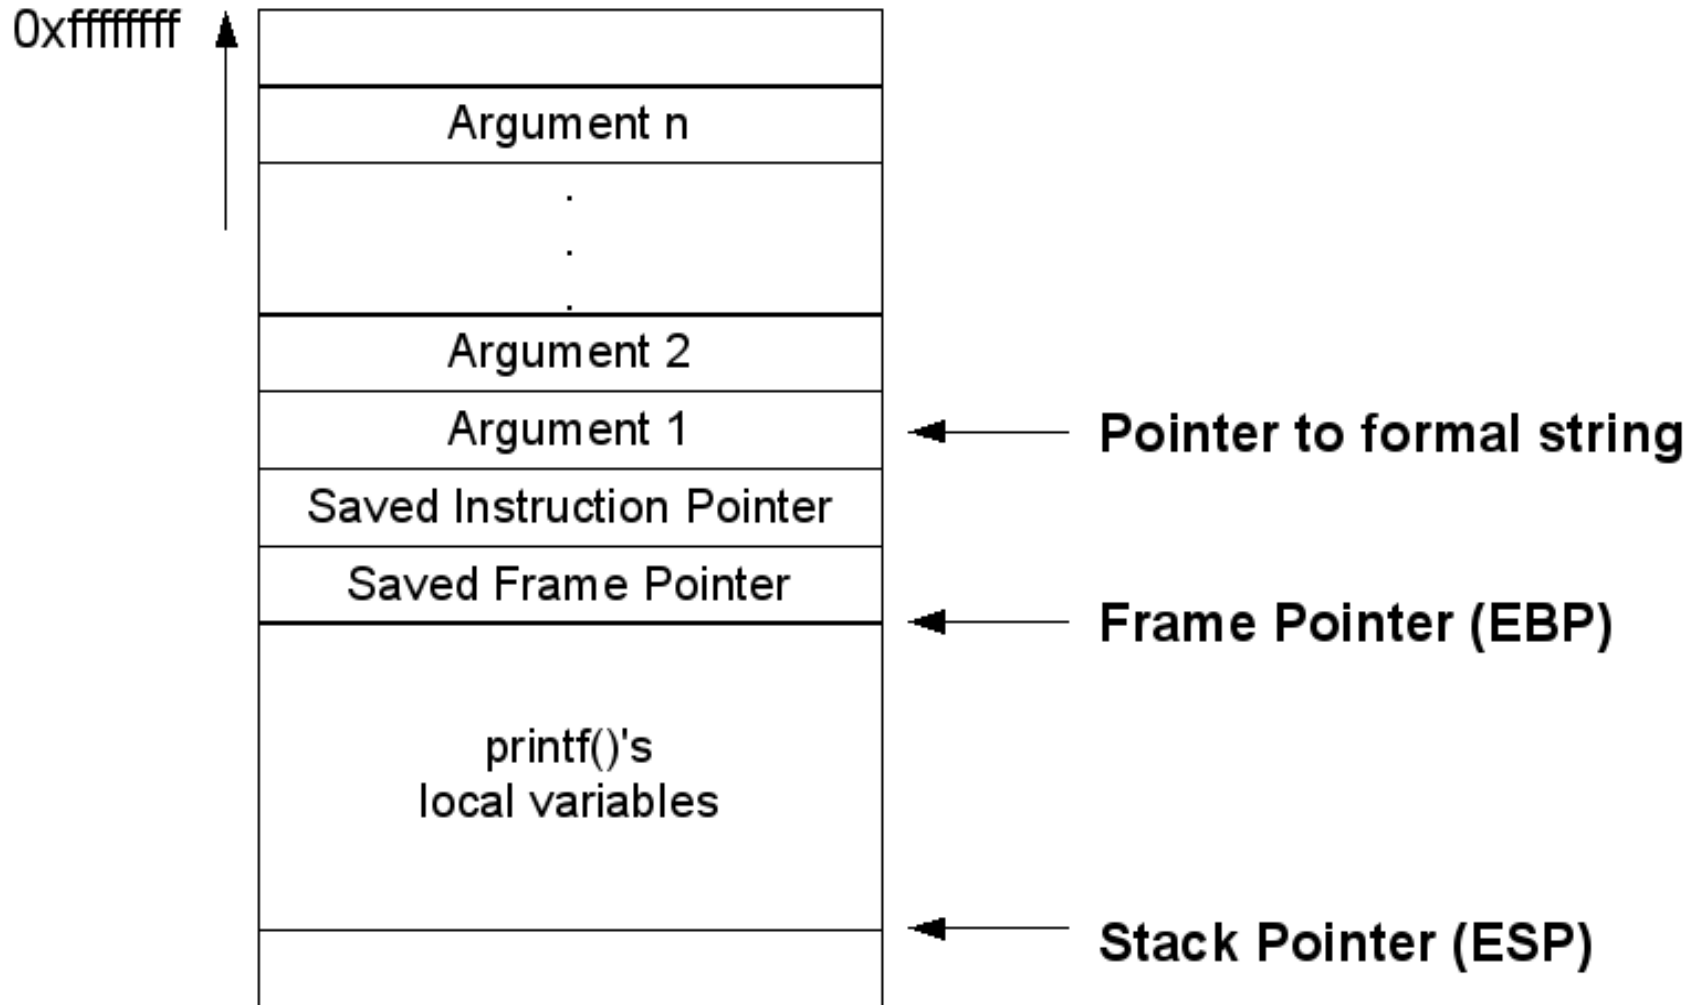 0xffffffff
Argument n
.
.
.
Argument 2
Argument 1
Pointer to formal string
Saved Instruction Pointer
Saved Frame Pointer
Frame Pointer (EBP)
printf()'s
local variables
Stack Pointer (ESP)